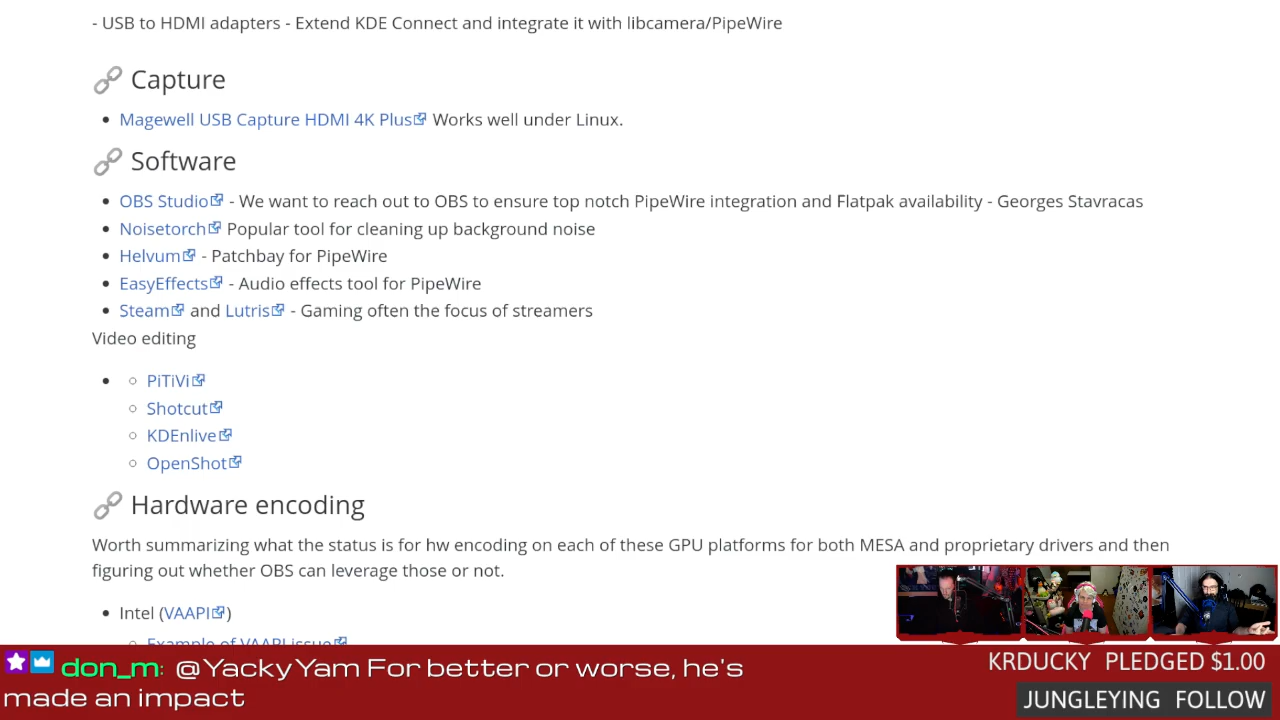 - USB to HDMI adapters - Extend KDE Connect and integrate it with libcamera/PipeWire
Capture
Magewell USB Capture HDMI 4K Plus Works well under Linux.
Software
OBS Studio - We want to reach out to OBS to ensure top notch PipeWire integration and Flatpak availability - Georges Stavracas
Noisetorch Popular tool for cleaning up background noise
Helvum - Patchbay for PipeWire
EasyEffects - Audio effects tool for PipeWire
Steam and Lutris - Gaming often the focus of streamers
Video editing
PiTiVi
Shotcut
KDEnlive
OpenShot
Hardware encoding
Worth summarizing what the status is for hw encoding on each of these GPU platforms for both MESA and proprietary drivers and then
figuring out whether OBS can leverage those or not.
Intel (VAAPI)
Example of VAAPI issue
don_m: @YackyYam For better or worse, he's
made an impact
KRDUCKY PLEDGED $1.00
JUNGLEYING FOLLOW